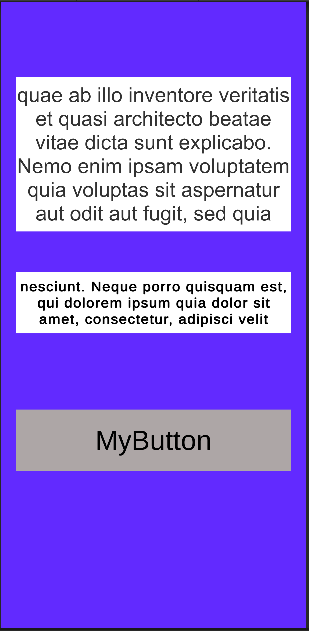 quae ab illo inventore veritatis
et quasi architecto beatae
vitae dicta sunt explicabo.
Nemo enim ipsam voluptatem
quia voluptas sit aspernatur
aut odit aut fugit, sed quia
nesciunt. Neque porro quisquam est,
qui dolorem ipsum quia dolor sit
amet, consectetur, adipisci velit
MyButton